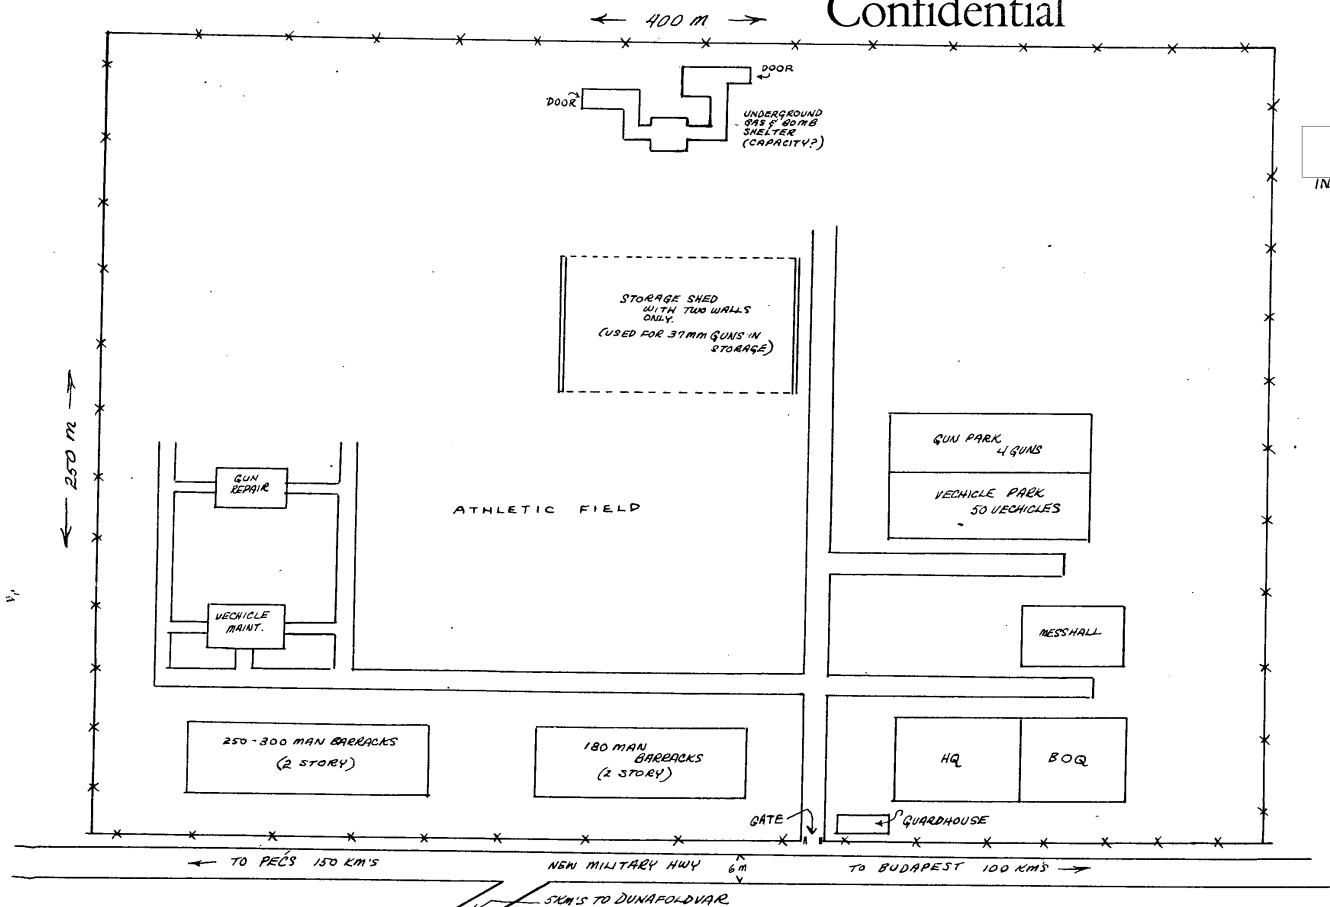 Confidential
← 400 M →
DOOR
DOOR
UNDERGROUND
GAS & BOMB
SHELTER
(CAPACITY?)
IN
STORAGE SHED
WITH TWO WALLS
ONLY.
(USED FOR 37MM GUNS IN
STORAGE)
← 250 M →
GUN PARK
4 GUNS
VECHICLE PARK
50 VECHICLES
GUN
REPAIR
ATHLETIC FIELD
VECHICLE
MAINT.
MESSHALL
250-300 MAN BARRACKS
(2 STORY)
180 MAN
BARRACKS
(2 STORY)
HQ
BOQ
GATE
GUARDHOUSE
← TO PÉCS 150 KM'S
NEW MILITARY HWY
6M
TO BUDAPEST 100 KM'S →
5KM'S TO DUNAFOLDVAR